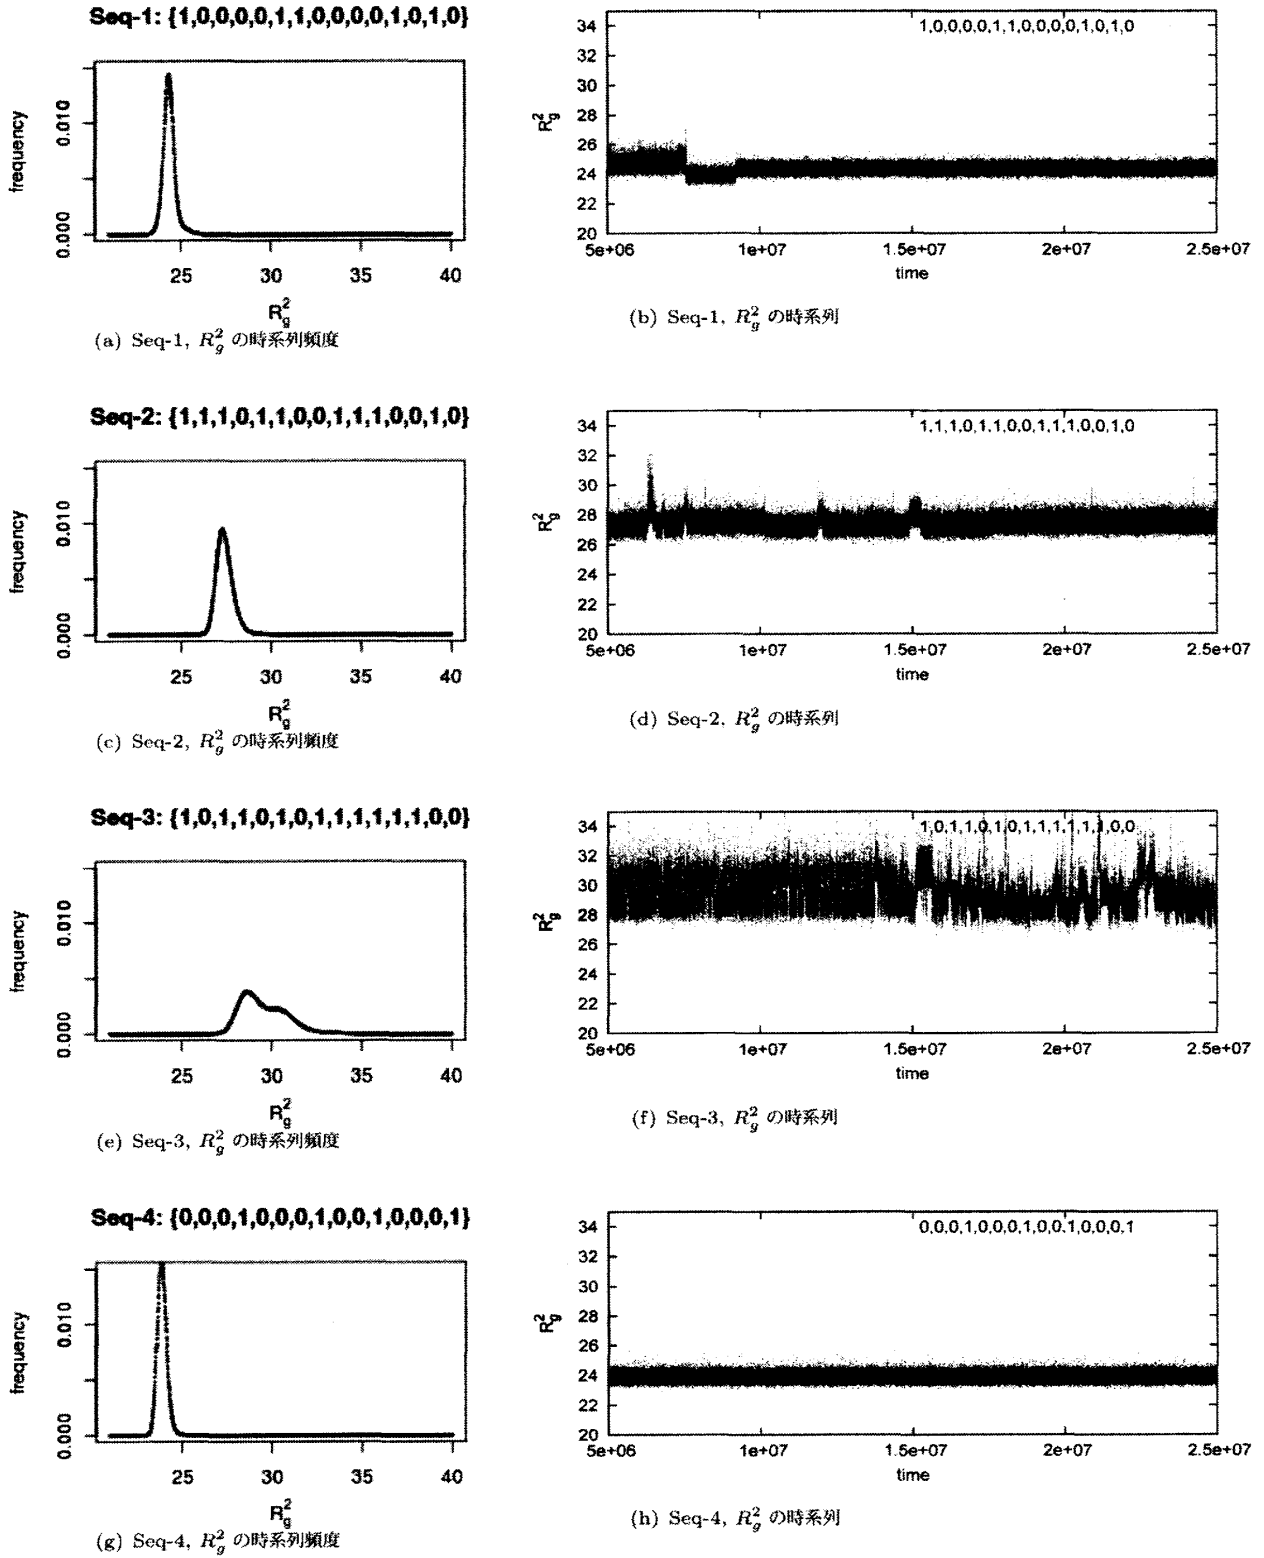 Seq-1: {1,0,0,0,0,1,1,0,0,0,0,1,0,1,0}
frequency
0.010
0.000
25 30 35 40
R_g^2
(a) Seq-1, R_g^2 の時系列頻度
1,0,0,0,0,1,1,0,0,0,0,1,0,1,0
R_g^2
34
32
30
28
26
24
22
20
5e+06 1e+07 1.5e+07 2e+07 2.5e+07
time
(b) Seq-1, R_g^2 の時系列
Seq-2: {1,1,1,0,1,1,0,0,1,1,1,0,0,1,0}
frequency
0.010
0.000
25 30 35 40
R_g^2
(c) Seq-2, R_g^2 の時系列頻度
1,1,1,0,1,1,0,0,1,1,1,0,0,1,0
R_g^2
34
32
30
28
26
24
22
20
5e+06 1e+07 1.5e+07 2e+07 2.5e+07
time
(d) Seq-2, R_g^2 の時系列
Seq-3: {1,0,1,1,0,1,0,1,1,1,1,1,1,0,0}
frequency
0.010
0.000
25 30 35 40
R_g^2
(e) Seq-3, R_g^2 の時系列頻度
1,0,1,1,0,1,0,1,1,1,1,1,1,0,0
R_g^2
34
32
30
28
26
24
22
20
5e+06 1e+07 1.5e+07 2e+07 2.5e+07
time
(f) Seq-3, R_g^2 の時系列
Seq-4: {0,0,0,1,0,0,0,1,0,0,1,0,0,0,1}
frequency
0.010
0.000
25 30 35 40
R_g^2
(g) Seq-4, R_g^2 の時系列頻度
0,0,0,1,0,0,0,1,0,0,1,0,0,0,1
R_g^2
34
32
30
28
26
24
22
20
5e+06 1e+07 1.5e+07 2e+07 2.5e+07
time
(h) Seq-4, R_g^2 の時系列